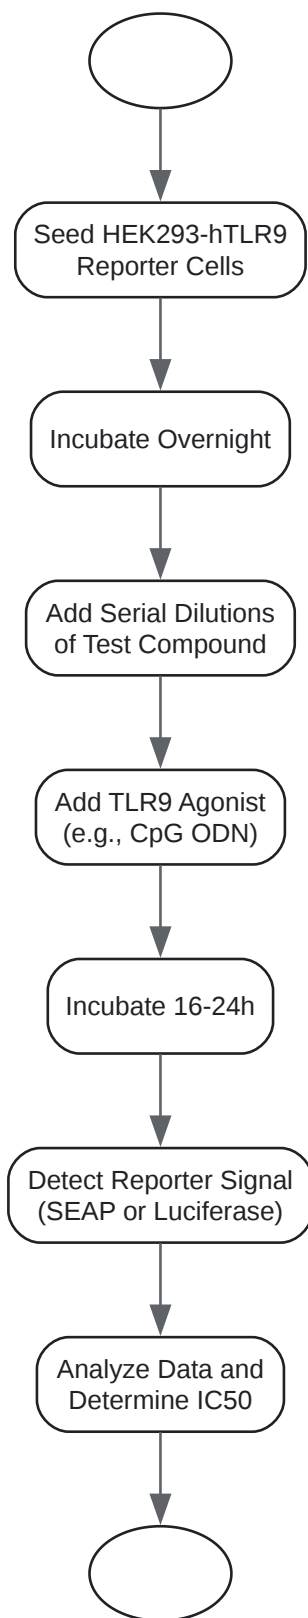 Seed HEK293-hTLR9
Reporter Cells
Incubate Overnight
Add Serial Dilutions
of Test Compound
Add TLR9 Agonist
(e.g., CpG ODN)
Incubate 16-24h
Detect Reporter Signal
(SEAP or Luciferase)
Analyze Data and
Determine IC50